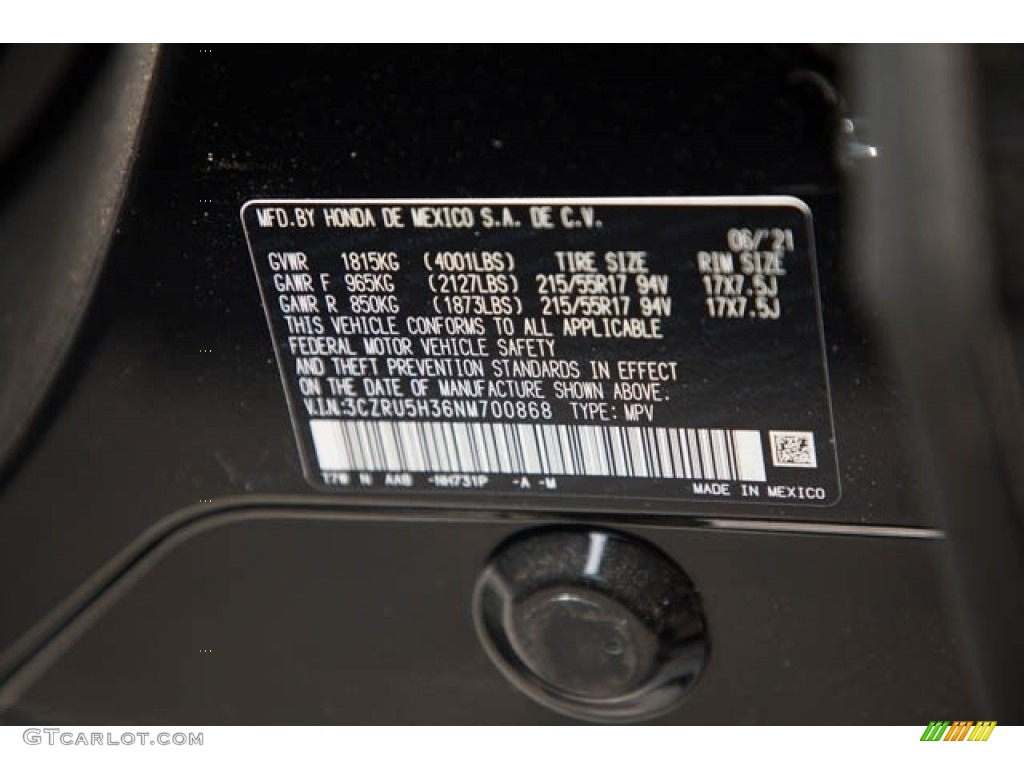 MFD.BY HONDA DE MEXICO S.A. DE C.V.
06/'21
GVWR 1815KG (4001LBS) TIRE SIZE RIM SIZE
GAWR F 965KG (2127LBS) 215/55R17 94V 17X7.5J
GAWR R 850KG (1873LBS) 215/55R17 94V 17X7.5J
THIS VEHICLE CONFORMS TO ALL APPLICABLE
FEDERAL MOTOR VEHICLE SAFETY
AND THEFT PREVENTION STANDARDS IN EFFECT
ON THE DATE OF MANUFACTURE SHOWN ABOVE.
V.I.N:3CZRU5H36NM700868 TYPE: MPV
N AAB -NH731P -A -M
MADE IN MEXICO
GTCarlot.com